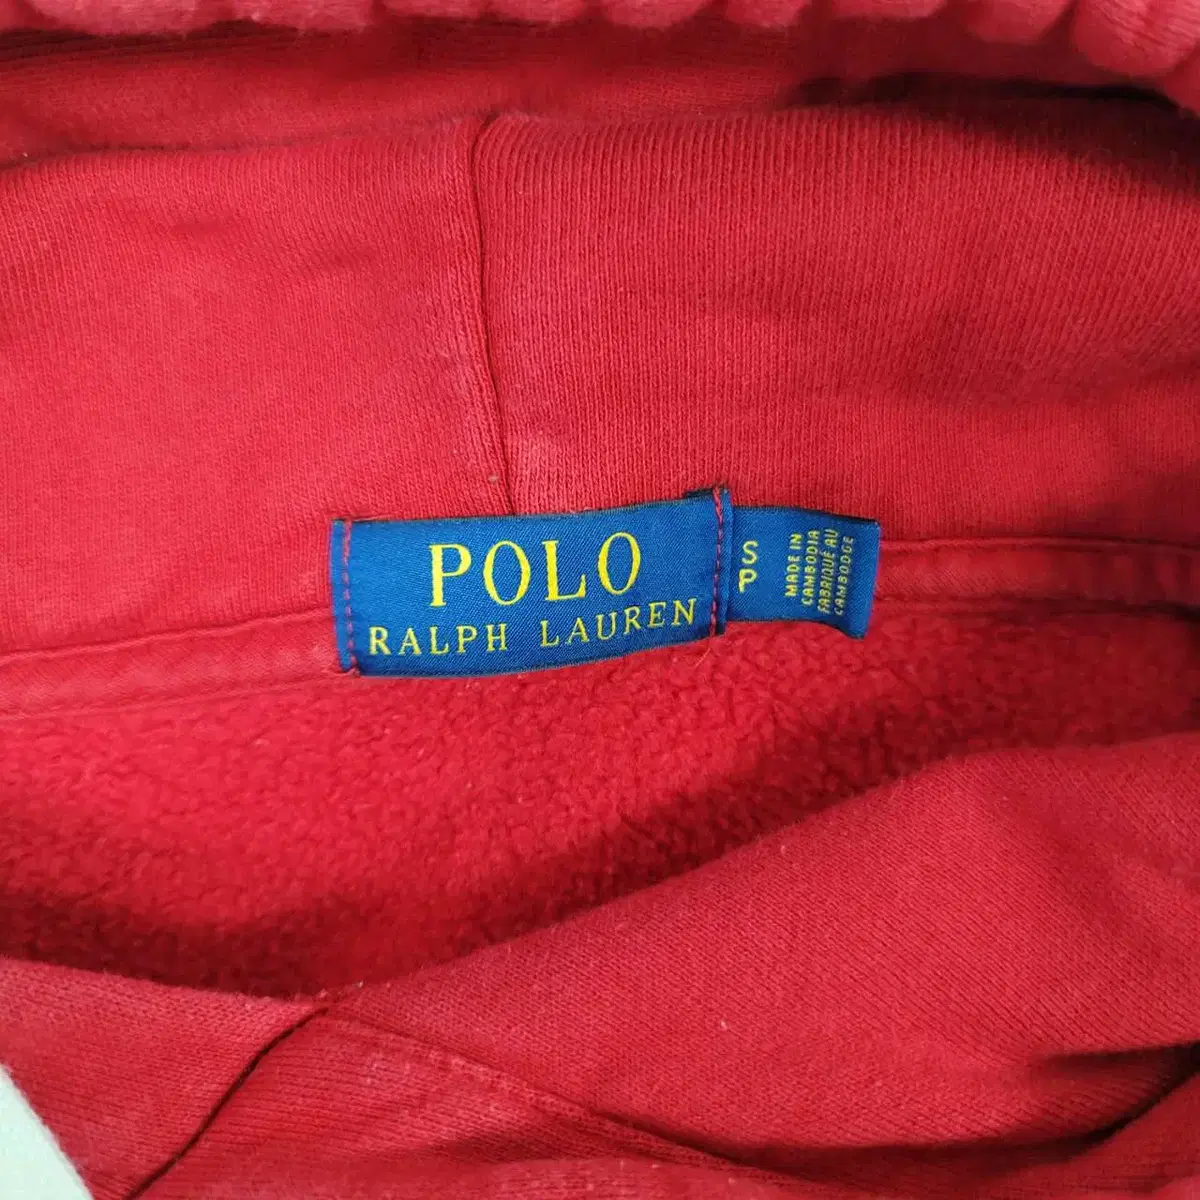 POLO
RALPH LAUREN
S
P
MADE IN
CAMBODIA
FABRIQUÉ AU
CAMBODGE